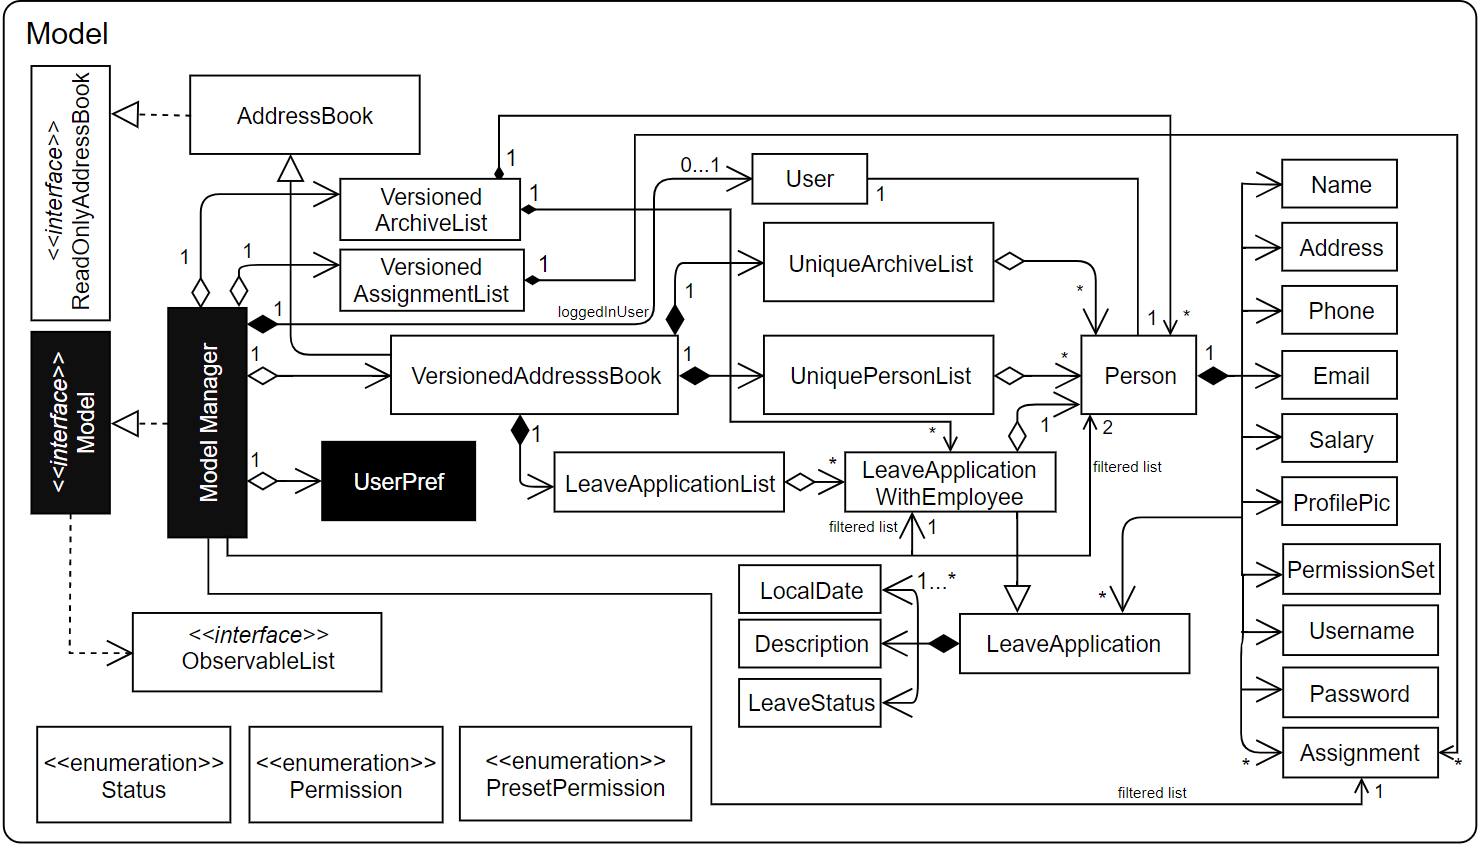 Model
<<interface>>
ReadOnlyAddressBook
AddressBook
<<interface>>
Model
Model Manager
1
1
1
1
1
Versioned
ArchiveList
1
1
Versioned
AssignmentList
1
loggedInUser
0...1
User
1
VersionedAddresssBook
1
1
1
UniqueArchiveList
*
UniquePersonList
*
UserPref
LeaveApplicationList
*
*
LeaveApplication
WithEmployee
1
filtered list
1
Person
1
*
1
2
filtered list
Name
Address
Phone
Email
Salary
ProfilePic
PermissionSet
Username
Password
Assignment
*
*
1
filtered list
LocalDate
1...*
Description
LeaveStatus
LeaveApplication
*
<<interface>>
ObservableList
<<enumeration>>
Status
<<enumeration>>
Permission
<<enumeration>>
PresetPermission